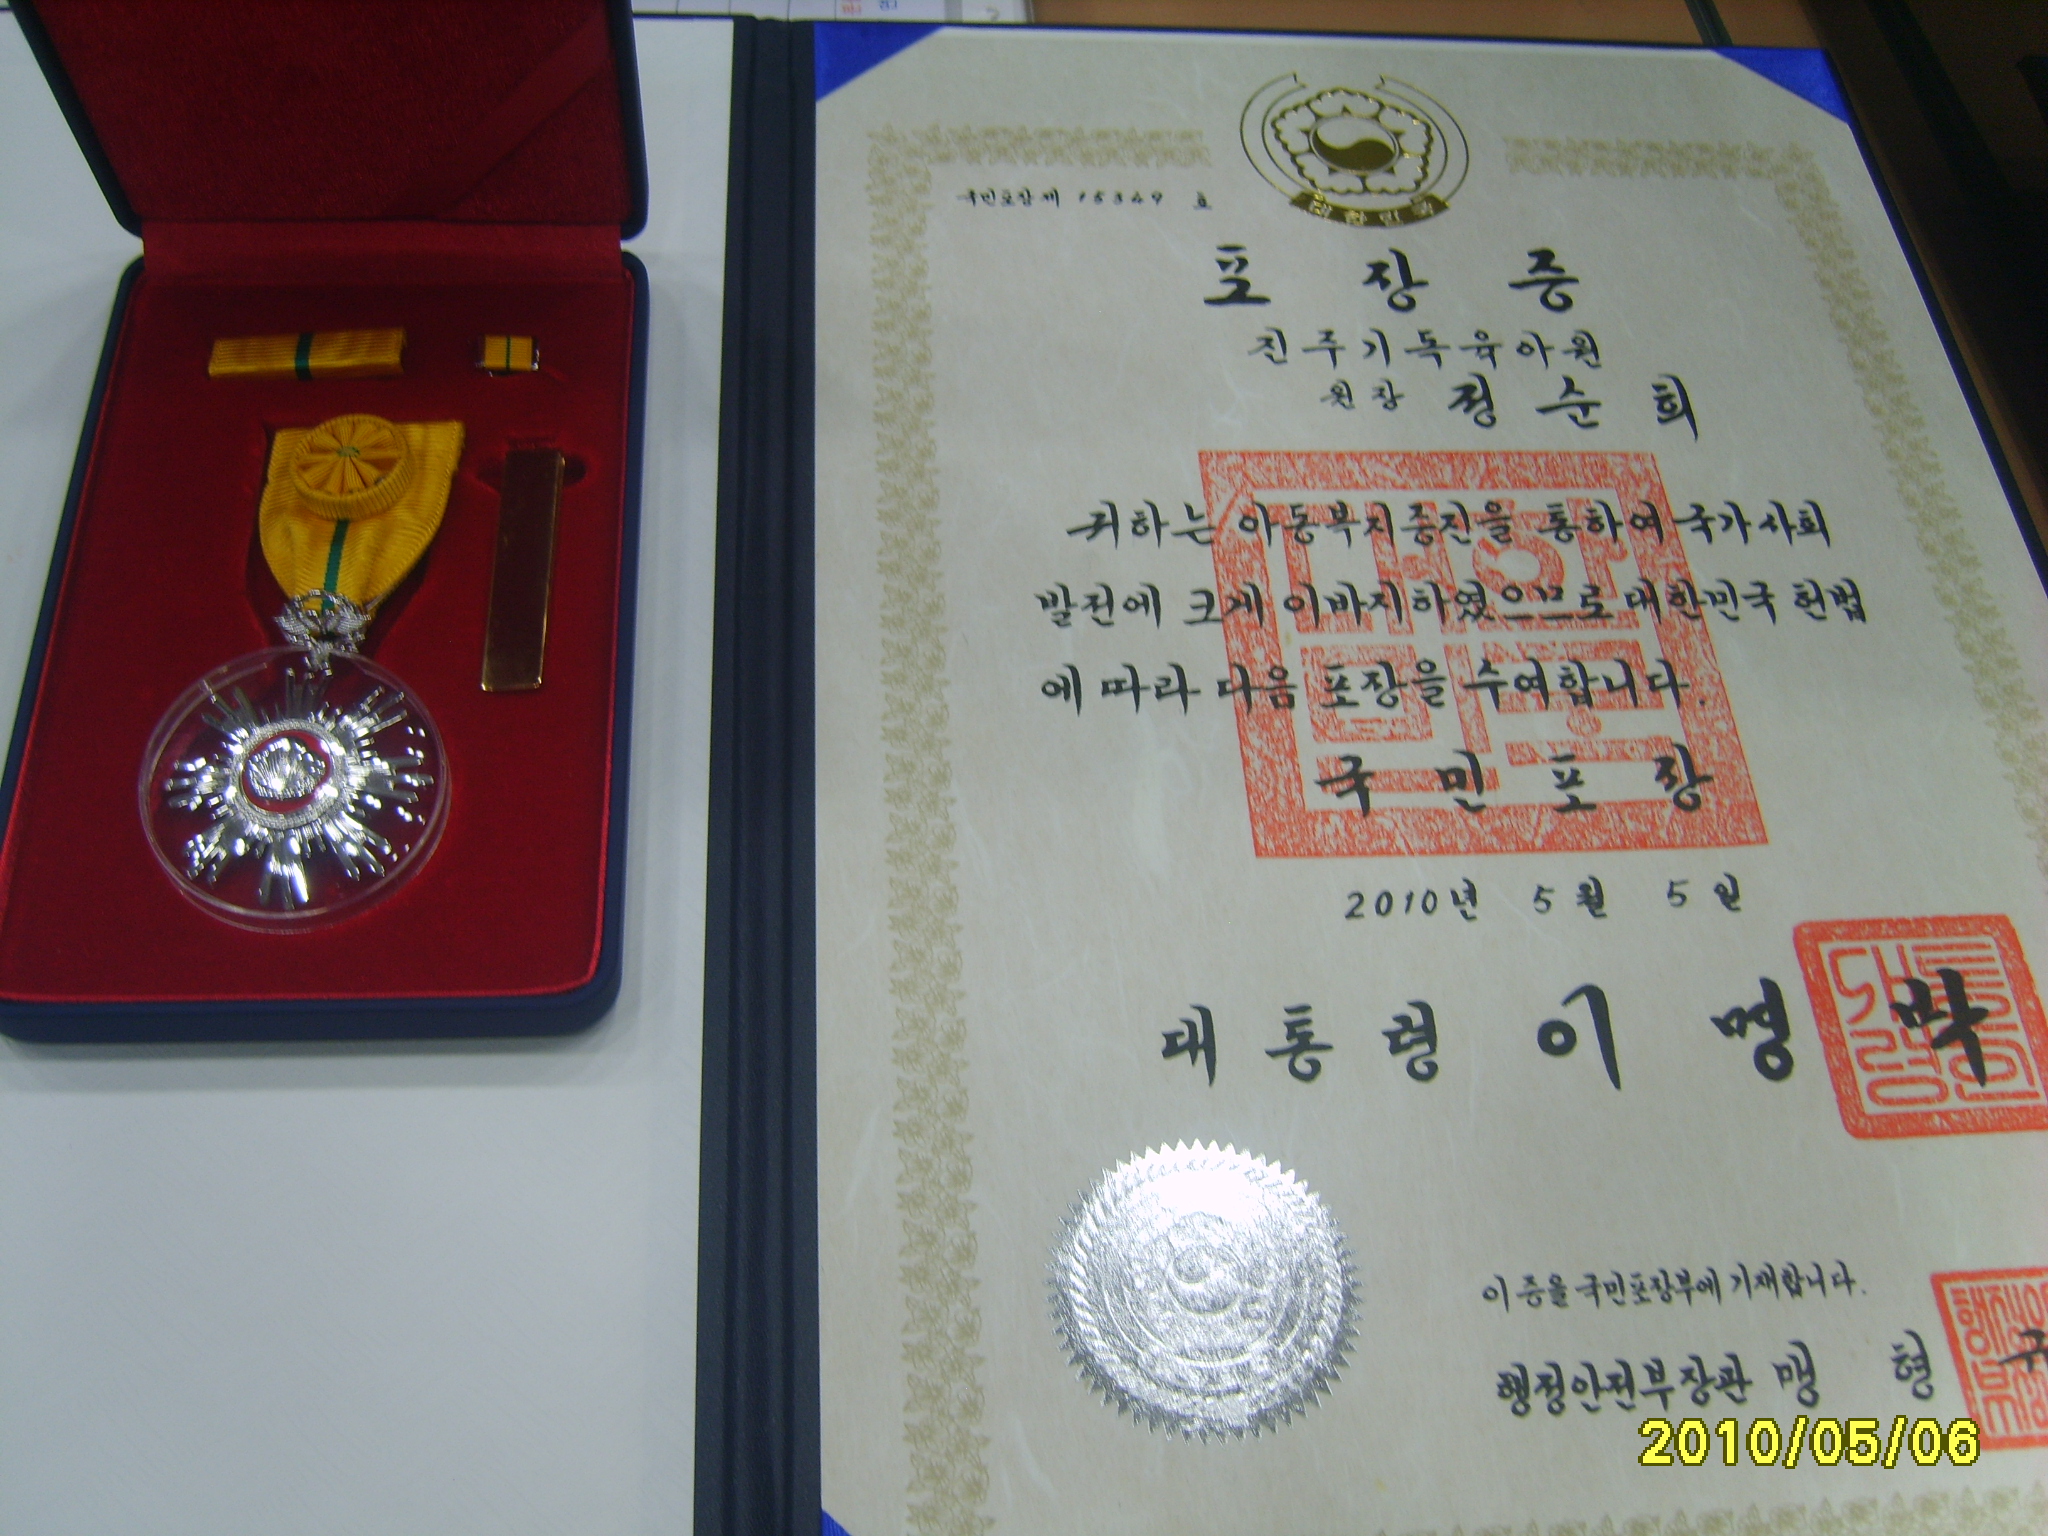 대한민국
국민포장 제 15349 호
포장증
진주기독육아원
원장 정순희
귀하는 아동복지증진을 통하여 국가사회
발전에 크게 이바지하였으므로 대한민국 헌법
에 따라 다음 포장을 수여합니다.
국민포장
2010년 5월 5일
대통령 이명박
이 증을 국민포장부에 기재합니다.
행정안전부장관 맹형규
2010/05/06